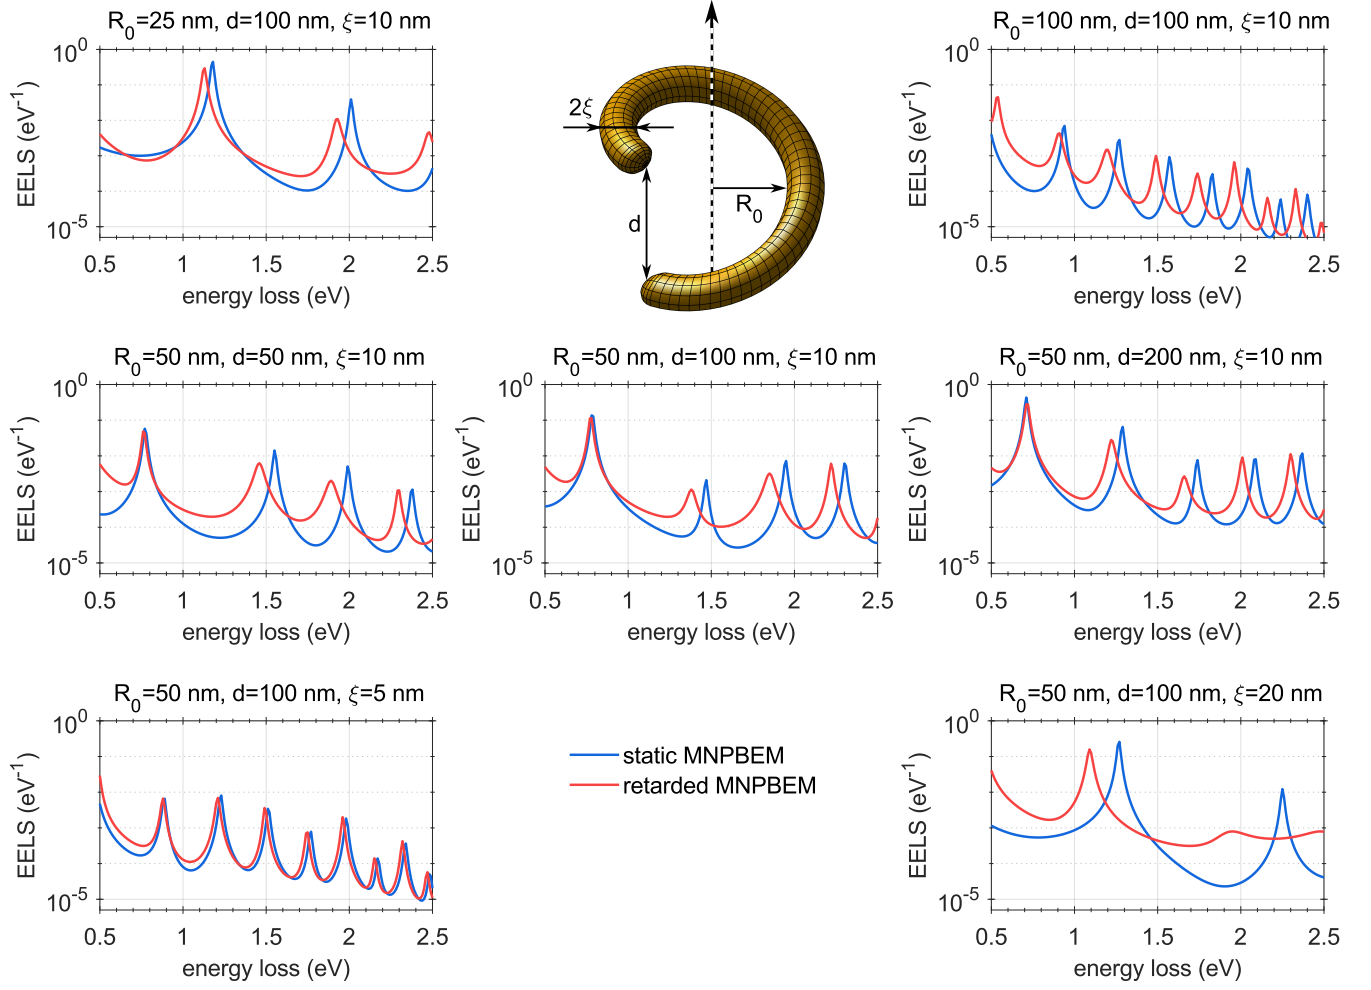 R0=25 nm, d=100 nm, ξ=10 nm
10^0
10^-5
EELS (eV^-1)
0.5 1 1.5 2 2.5
energy loss (eV)
2ξ
d
R0
R0=100 nm, d=100 nm, ξ=10 nm
10^0
10^-5
EELS (eV^-1)
0.5 1 1.5 2 2.5
energy loss (eV)
R0=50 nm, d=50 nm, ξ=10 nm
10^0
10^-5
EELS (eV^-1)
0.5 1 1.5 2 2.5
energy loss (eV)
R0=50 nm, d=100 nm, ξ=10 nm
10^0
10^-5
EELS (eV^-1)
0.5 1 1.5 2 2.5
energy loss (eV)
R0=50 nm, d=200 nm, ξ=10 nm
10^0
10^-5
EELS (eV^-1)
0.5 1 1.5 2 2.5
energy loss (eV)
R0=50 nm, d=100 nm, ξ=5 nm
10^0
10^-5
EELS (eV^-1)
0.5 1 1.5 2 2.5
energy loss (eV)
static MNPBEM
retarded MNPBEM
R0=50 nm, d=100 nm, ξ=20 nm
10^0
10^-5
EELS (eV^-1)
0.5 1 1.5 2 2.5
energy loss (eV)